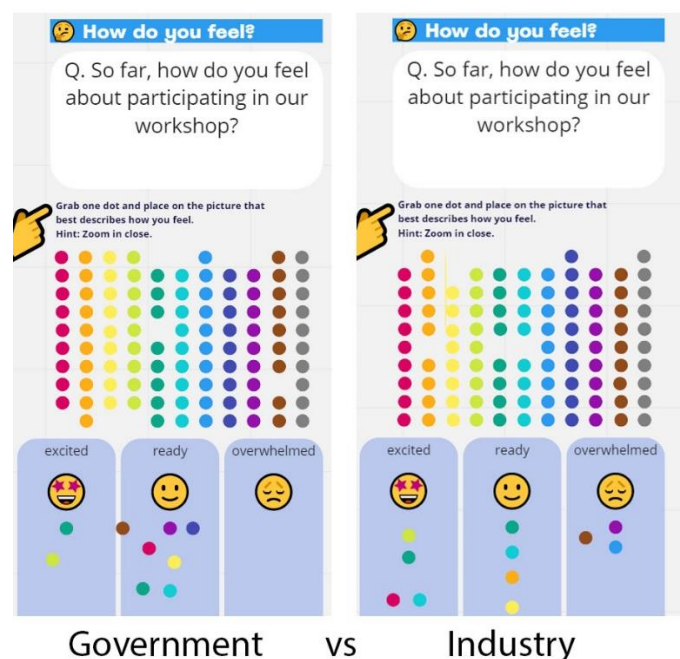 How do you feel?
Q. So far, how do you feel
about participating in our
workshop?
Grab one dot and place on the picture that
best describes how you feel.
Hint: Zoom in close.
excited ready overwhelmed
How do you feel?
Q. So far, how do you feel
about participating in our
workshop?
Grab one dot and place on the picture that
best describes how you feel.
Hint: Zoom in close.
excited ready overwhelmed
Government vs Industry